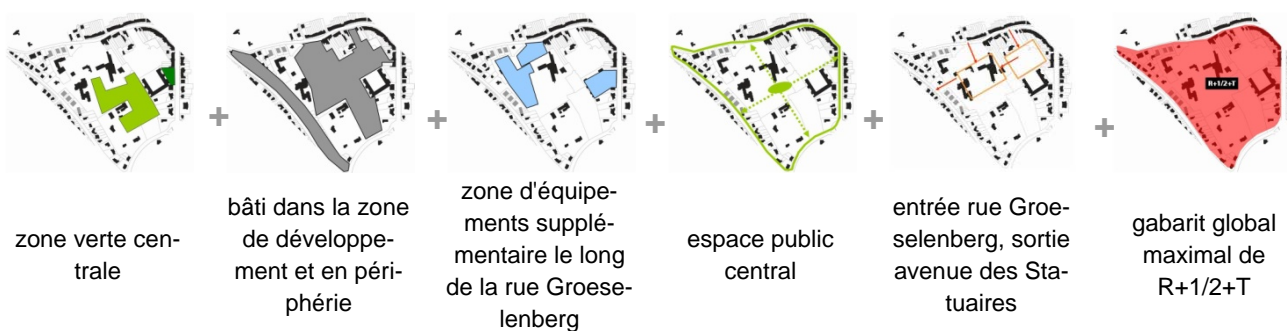 + + + + +
R+1/2+T
zone verte cen-
trale
bâti dans la zone
de développe-
ment et en péri-
phérie
zone d'équipe-
ments supplé-
mentaire le long
de la rue Groese-
lenberg
espace public
central
entrée rue Groe-
selenberg, sortie
avenue des Sta-
tuaires
gabarit global
maximal de
R+1/2+T